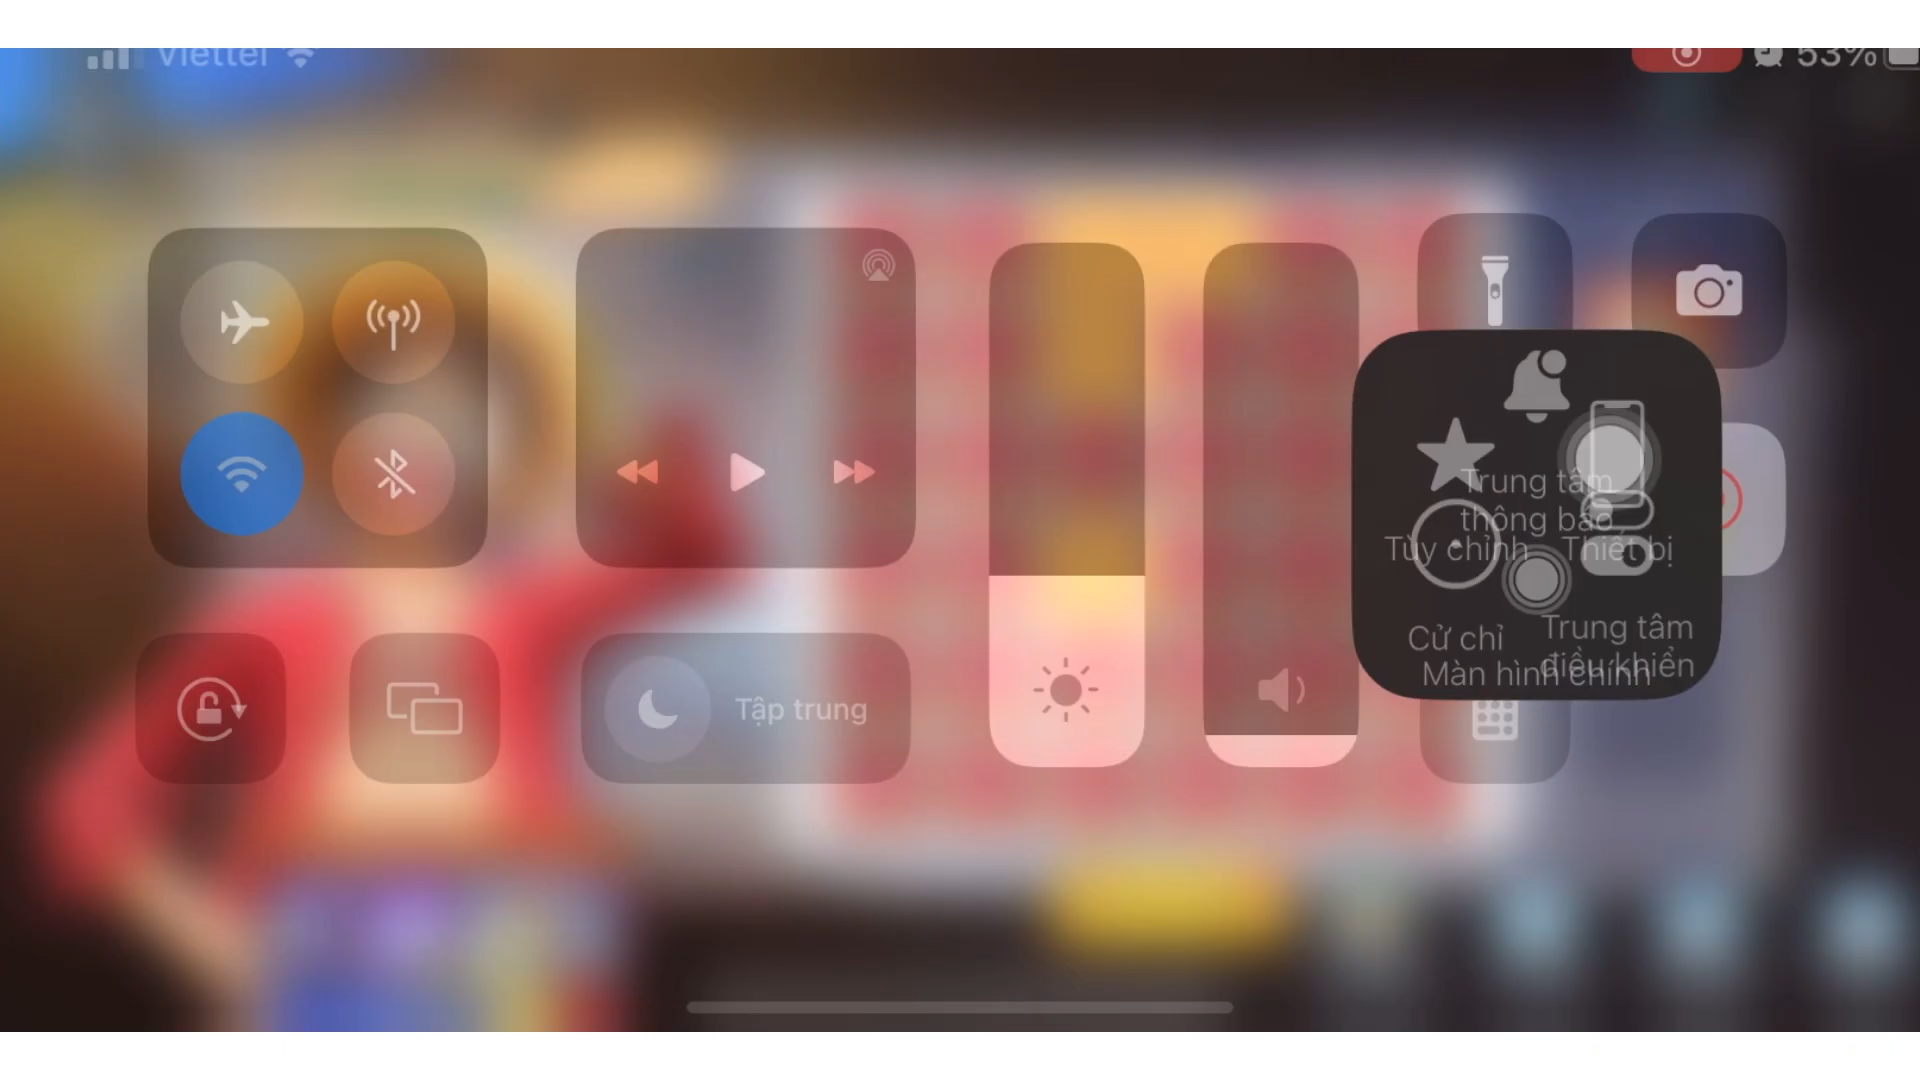 Viettel
53%
Trung tâm
thông báo
Tùy chỉnh
Thiết bị
Cử chỉ
Trung tâm
điều khiển
Màn hình chính
Tập trung